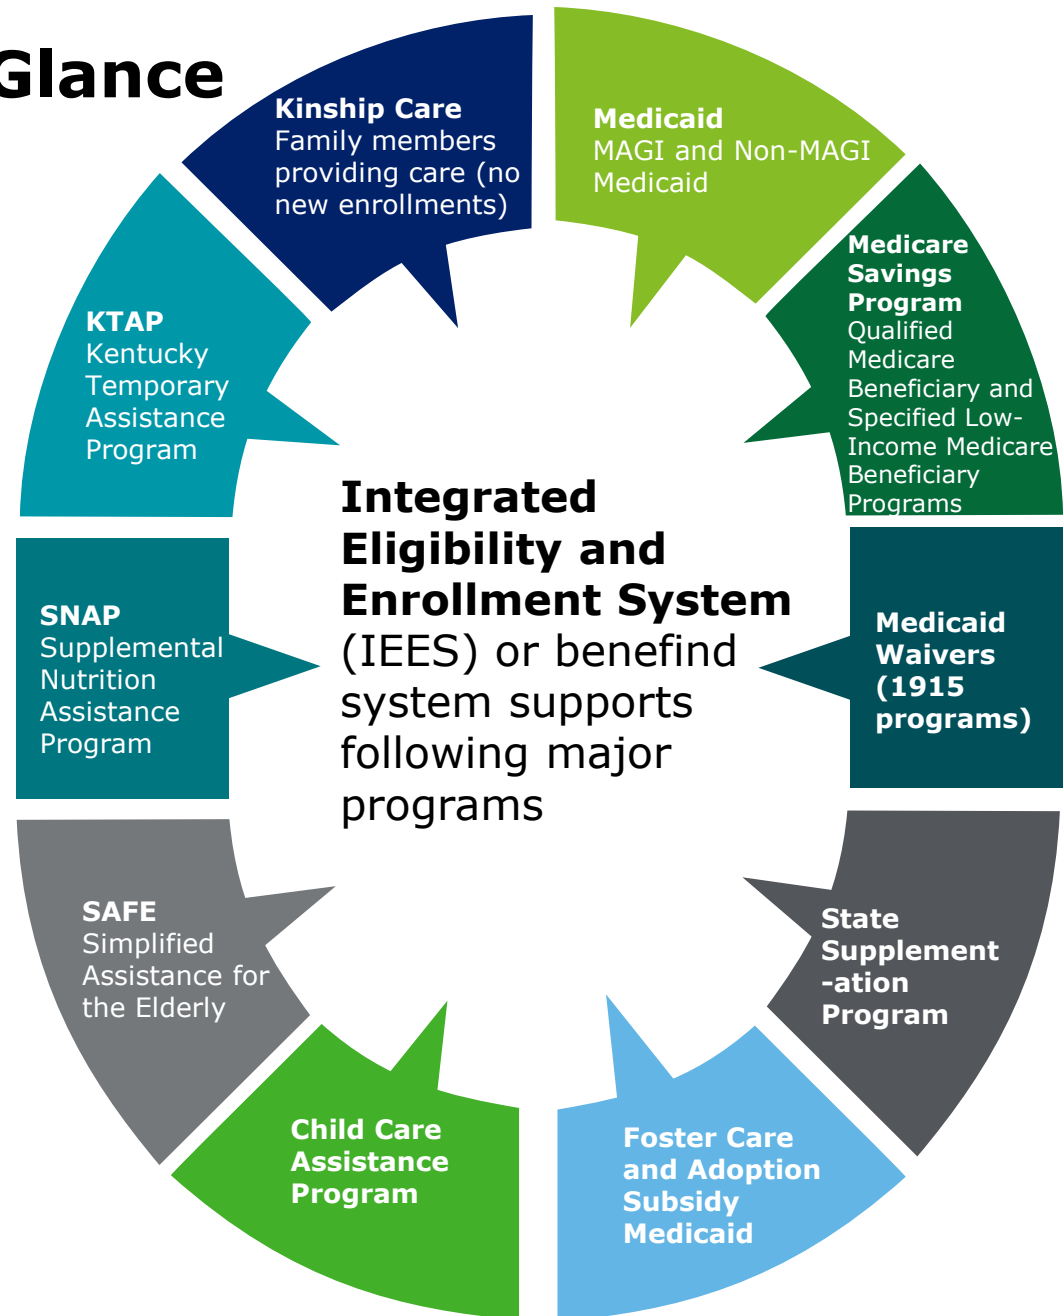 Glance
Kinship Care
Family members
providing care (no
new enrollments)
Medicaid
MAGI and Non-MAGI
Medicaid
Medicare
Savings
Program
Qualified
Medicare
Beneficiary and
Specified Low-
Income Medicare
Beneficiary
Programs
KTAP
Kentucky
Temporary
Assistance
Program
Integrated
Eligibility and
Enrollment System
(IEES) or benefind
system supports
following major
programs
SNAP
Supplemental
Nutrition
Assistance
Program
Medicaid
Waivers
(1915
programs)
SAFE
Simplified
Assistance for
the Elderly
State
Supplement
-ation
Program
Child Care
Assistance
Program
Foster Care
and Adoption
Subsidy
Medicaid